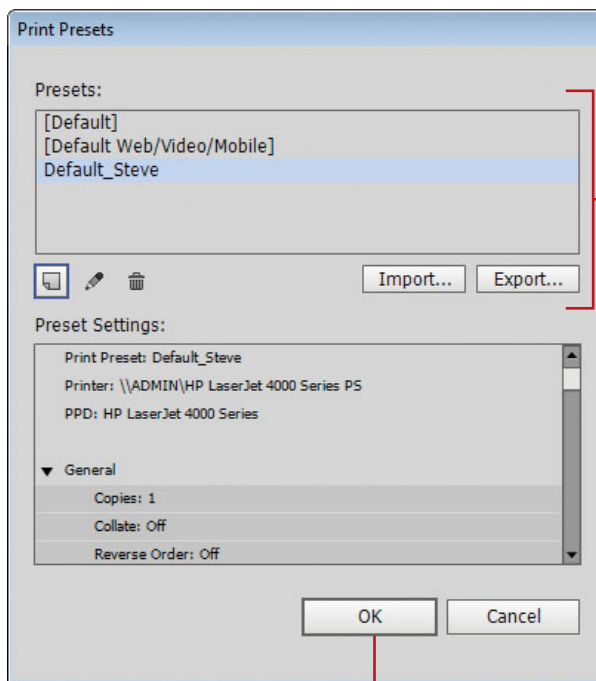 Print Presets
Presets:
[Default]
[Default Web/Video/Mobile]
Default_Steve
Import... Export...
Preset Settings:
Print Preset: Default_Steve
Printer: \\ADMIN\HP LaserJet 4000 Series PS
PPD: HP LaserJet 4000 Series
General
Copies: 1
Collate: Off
Reverse Order: Off
OK Cancel